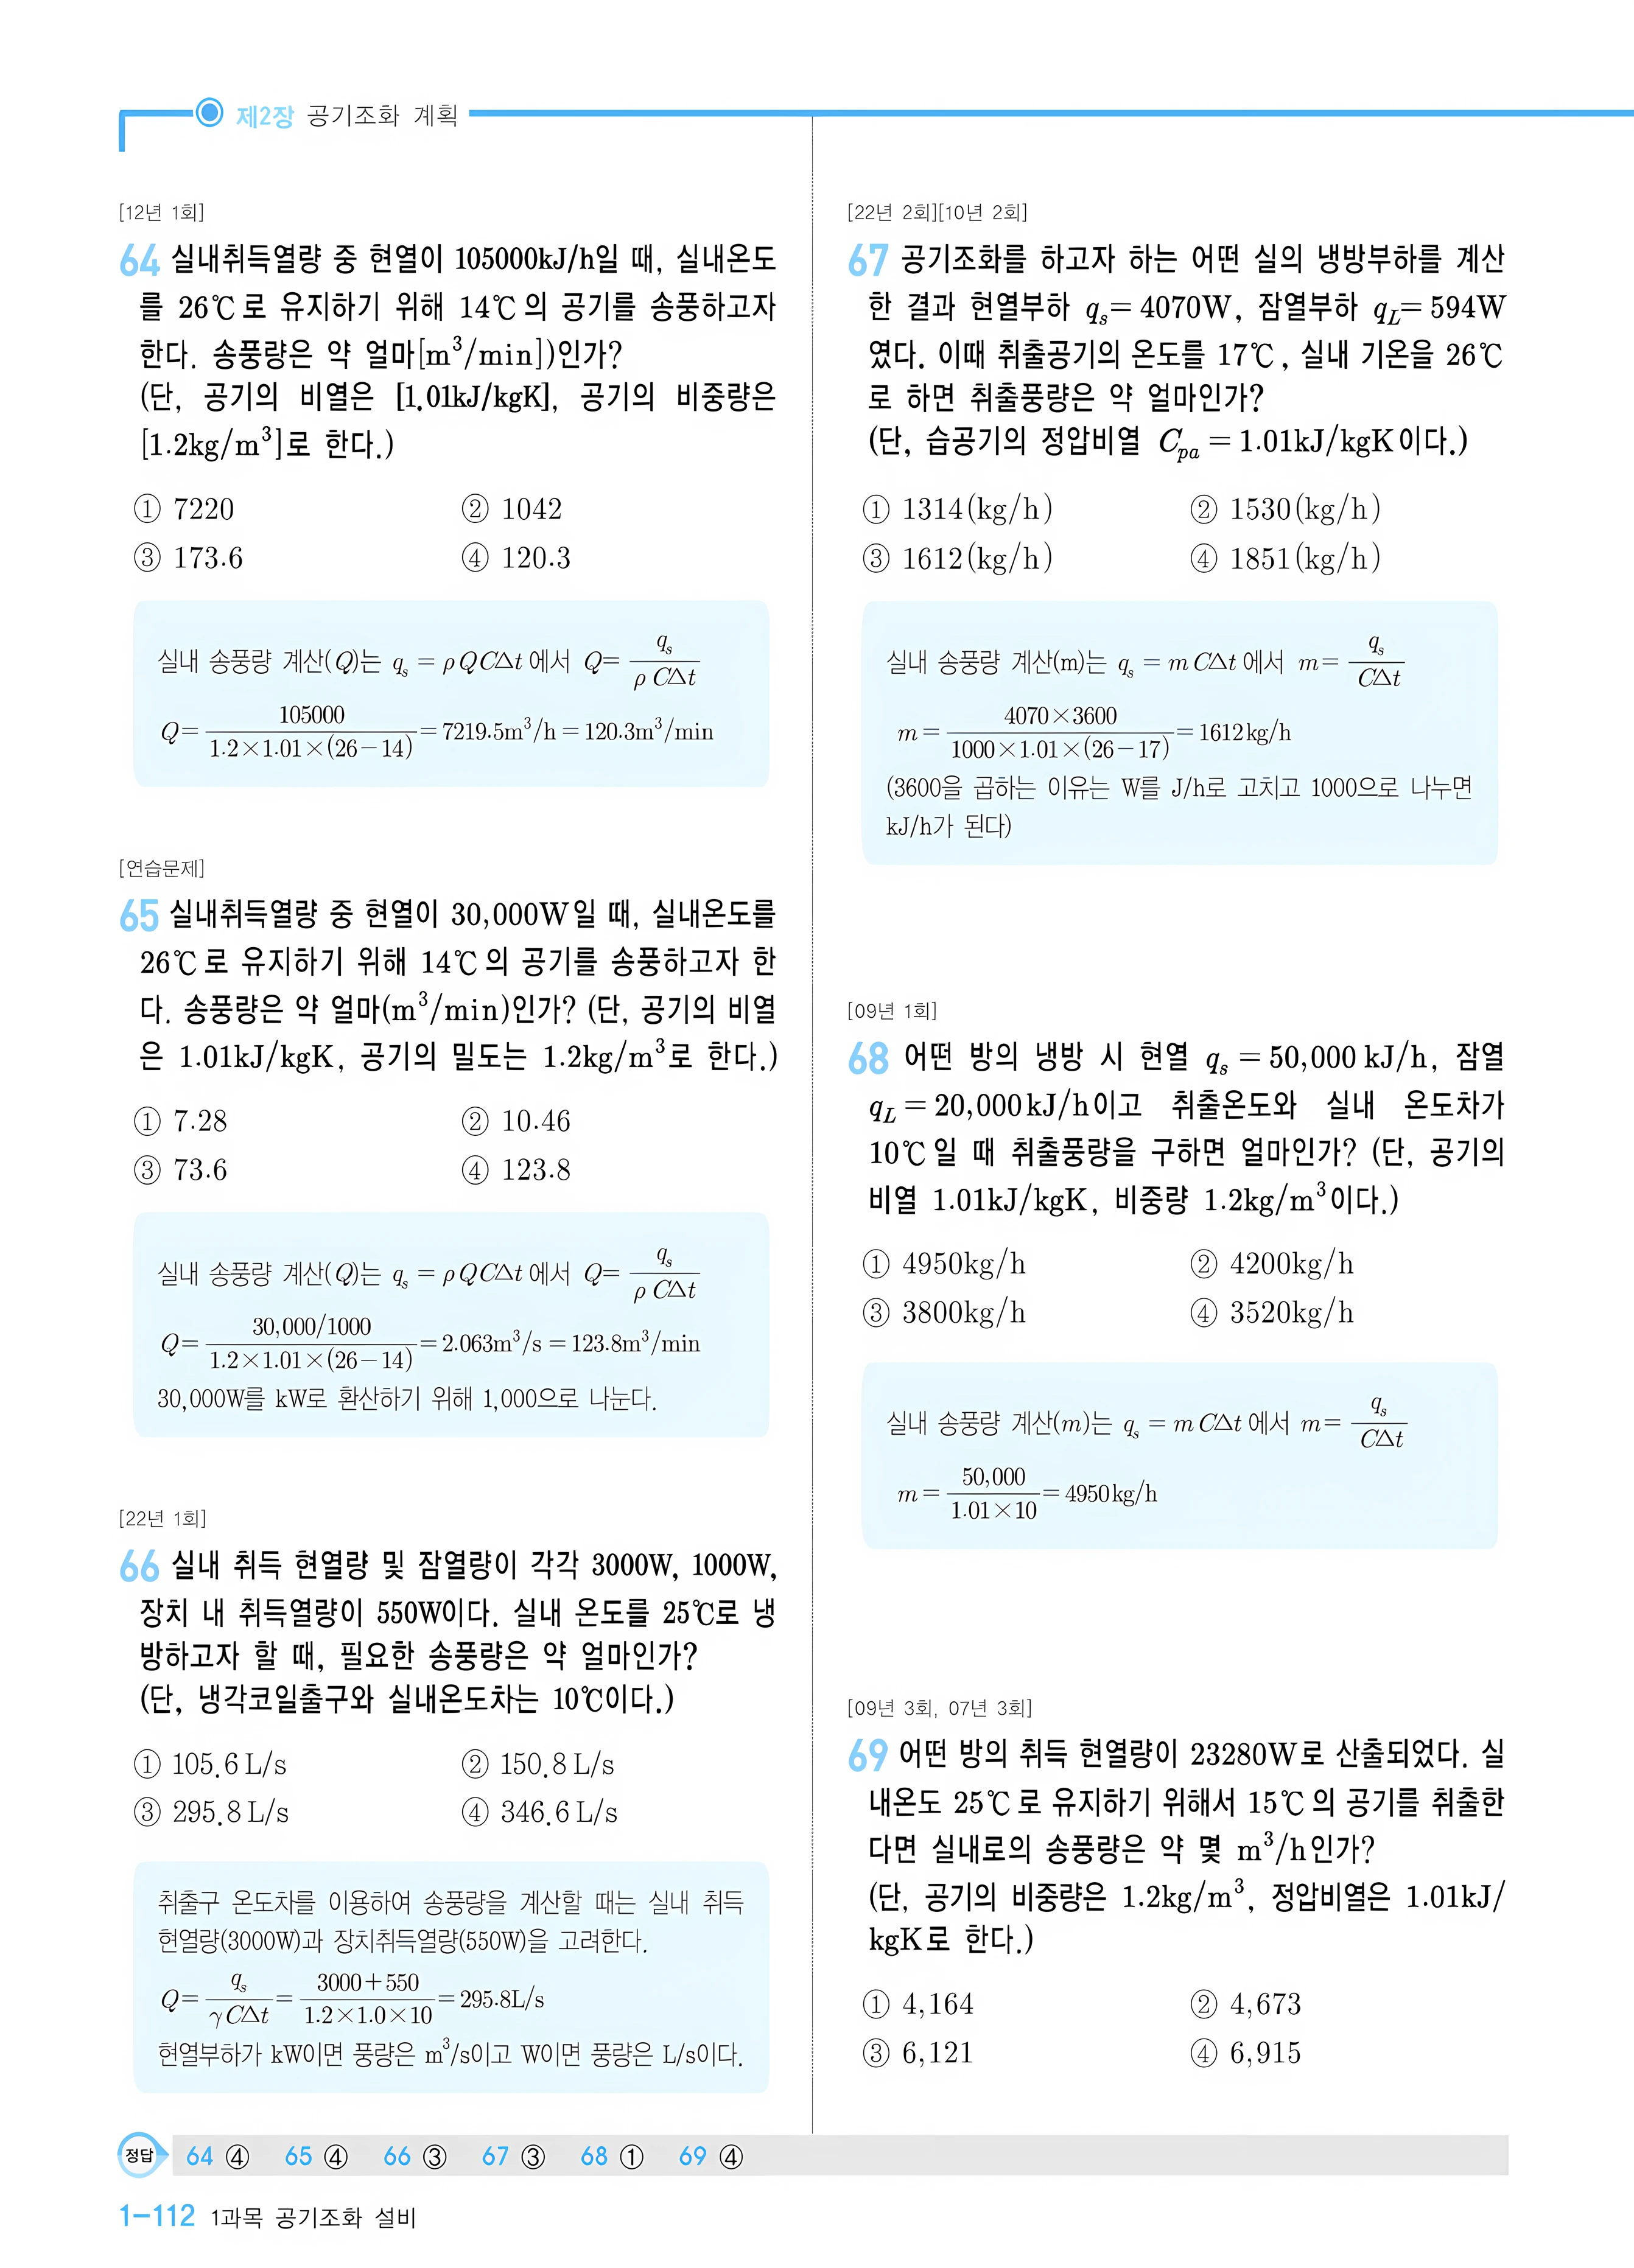 제2장 공기조화 계획
[12년 1회]
64 실내취득열량 중 현열이 105000kJ/h일 때, 실내온도
를 26℃로 유지하기 위해 14℃의 공기를 송풍하고자
한다. 송풍량은 약 얼마[m³/min])인가?
(단, 공기의 비열은 [1.01kJ/kgK], 공기의 비중량은
[1.2kg/m³]로 한다.)
① 7220 ② 1042
③ 173.6 ④ 120.3
실내 송풍량 계산(Q)는 qₛ = ρQCΔt에서 Q = qₛ / ρCΔt
Q = 105000 / 1.2×1.01×(26-14) = 7219.5m³/h = 120.3m³/min
[연습문제]
65 실내취득열량 중 현열이 30,000W일 때, 실내온도를
26℃로 유지하기 위해 14℃의 공기를 송풍하고자 한
다. 송풍량은 약 얼마(m³/min)인가? (단, 공기의 비열
은 1.01kJ/kgK, 공기의 밀도는 1.2kg/m³로 한다.)
① 7.28 ② 10.46
③ 73.6 ④ 123.8
실내 송풍량 계산(Q)는 qₛ = ρQCΔt에서 Q = qₛ / ρCΔt
Q = 30,000/1000 / 1.2×1.01×(26-14) = 2.063m³/s = 123.8m³/min
30,000W를 kW로 환산하기 위해 1,000으로 나눈다.
[22년 1회]
66 실내 취득 현열량 및 잠열량이 각각 3000W, 1000W,
장치 내 취득열량이 550W이다. 실내 온도를 25℃로 냉
방하고자 할 때, 필요한 송풍량은 약 얼마인가?
(단, 냉각코일출구와 실내온도차는 10℃이다.)
① 105.6 L/s ② 150.8 L/s
③ 295.8 L/s ④ 346.6 L/s
취출구 온도차를 이용하여 송풍량을 계산할 때는 실내 취득
현열량(3000W)과 장치취득열량(550W)을 고려한다.
Q = qₛ / γCΔt = 3000+550 / 1.2×1.0×10 = 295.8L/s
현열부하가 kW이면 풍량은 m³/s이고 W이면 풍량은 L/s이다.
[22년 2회][10년 2회]
67 공기조화를 하고자 하는 어떤 실의 냉방부하를 계산
한 결과 현열부하 qₛ = 4070W, 잠열부하 q_L = 594W
였다. 이때 취출공기의 온도를 17℃, 실내 기온을 26℃
로 하면 취출풍량은 약 얼마인가?
(단, 습공기의 정압비열 C_pa = 1.01kJ/kgK이다.)
① 1314(kg/h) ② 1530(kg/h)
③ 1612(kg/h) ④ 1851(kg/h)
실내 송풍량 계산(m)는 qₛ = mCΔt에서 m = qₛ / CΔt
m = 4070×3600 / 1000×1.01×(26-17) = 1612kg/h
(3600을 곱하는 이유는 W를 J/h로 고치고 1000으로 나누면
kJ/h가 된다)
[09년 1회]
68 어떤 방의 냉방 시 현열 qₛ = 50,000 kJ/h, 잠열
q_L = 20,000kJ/h이고 취출온도와 실내 온도차가
10℃일 때 취출풍량을 구하면 얼마인가? (단, 공기의
비열 1.01kJ/kgK, 비중량 1.2kg/m³이다.)
① 4950kg/h ② 4200kg/h
③ 3800kg/h ④ 3520kg/h
실내 송풍량 계산(m)는 qₛ = mCΔt에서 m = qₛ / CΔt
m = 50,000 / 1.01×10 = 4950kg/h
[09년 3회, 07년 3회]
69 어떤 방의 취득 현열량이 23280W로 산출되었다. 실
내온도 25℃로 유지하기 위해서 15℃의 공기를 취출한
다면 실내로의 송풍량은 약 몇 m³/h인가?
(단, 공기의 비중량은 1.2kg/m³, 정압비열은 1.01kJ/
kgK로 한다.)
① 4,164 ② 4,673
③ 6,121 ④ 6,915
정답 64 ④ 65 ④ 66 ③ 67 ③ 68 ① 69 ④
1-112 1과목 공기조화 설비